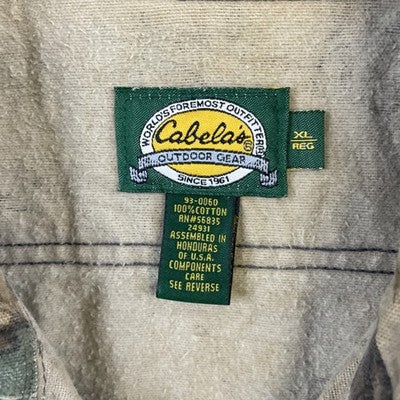 WORLD'S FOREMOST OUTFITTER
Cabela's®
OUTDOOR GEAR
SINCE 1961
XL
REG
93-0060
100%COTTON
RN#56835
24931
ASSEMBLED IN
HONDURAS
OF U.S.A.
COMPONENTS
CARE
SEE REVERSE